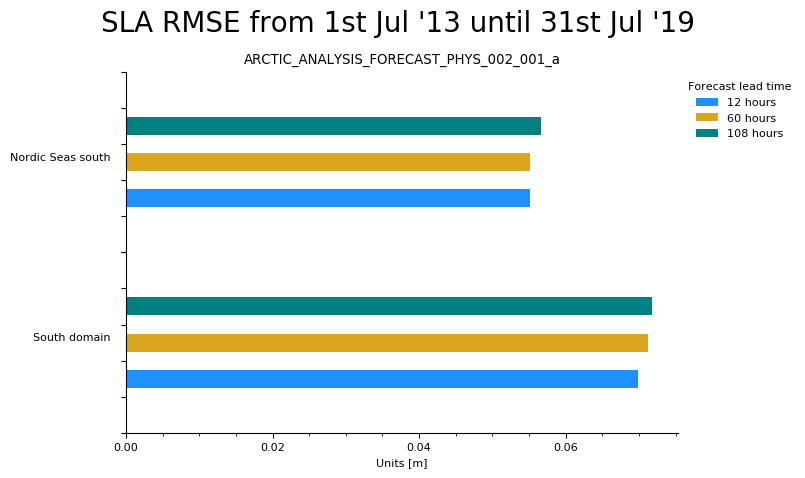 SLA RMSE from 1st Jul '13 until 31st Jul '19
ARCTIC_ANALYSIS_FORECAST_PHYS_002_001_a
Forecast lead time
12 hours
60 hours
108 hours
Nordic Seas south
South domain
0.00 0.02 0.04 0.06
Units [m]